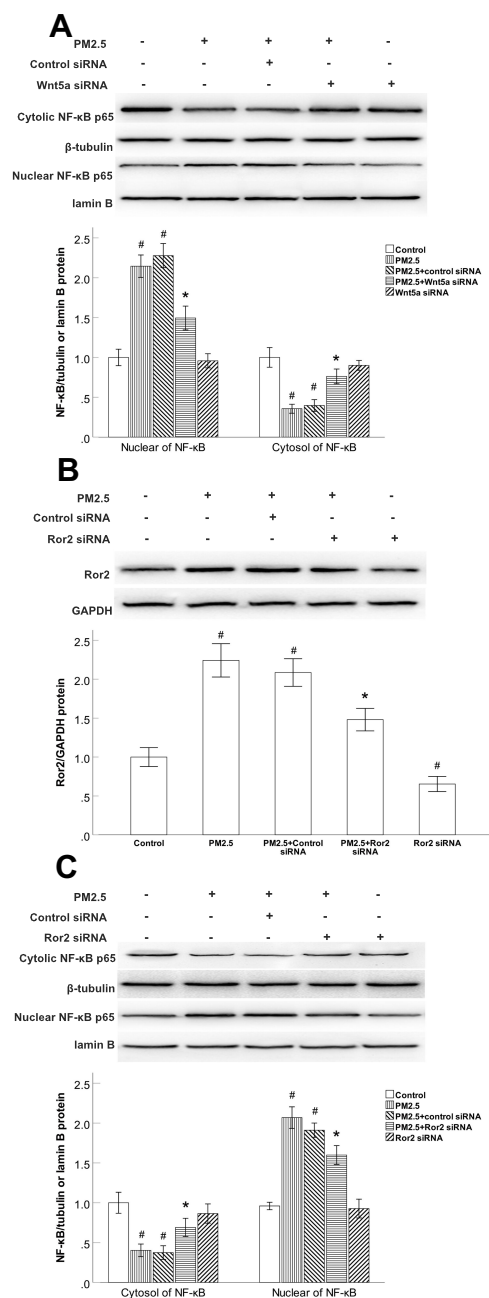 A
PM2.5 - + + + -
Control siRNA - - + - -
Wnt5a siRNA - - - + +
Cytolic NF-κB p65
β-tubulin
Nuclear NF-κB p65
lamin B
NF-κB/tubulin or lamin B protein
2.5
2.0
1.5
1.0
.5
.0
# # *
# # *
Nuclear of NF-κB
Cytosol of NF-κB
Control
PM2.5
PM2.5+control siRNA
PM2.5+Wnt5a siRNA
Wnt5a siRNA
B
PM2.5 - + + + -
Control siRNA - - + - -
Ror2 siRNA - - - + +
Ror2
GAPDH
Ror2/GAPDH protein
2.5
2.0
1.5
1.0
.5
.0
# # * #
Control
PM2.5
PM2.5+Control
siRNA
PM2.5+Ror2
siRNA
Ror2 siRNA
C
PM2.5 - + + + -
Control siRNA - - + - -
Ror2 siRNA - - - + +
Cytolic NF-κB p65
β-tubulin
Nuclear NF-κB p65
lamin B
NF-κB/tubulin or lamin B protein
2.5
2.0
1.5
1.0
.5
.0
# # *
# # *
Cytosol of NF-κB
Nuclear of NF-κB
Control
PM2.5
PM2.5+control siRNA
PM2.5+Ror2 siRNA
Ror2 siRNA